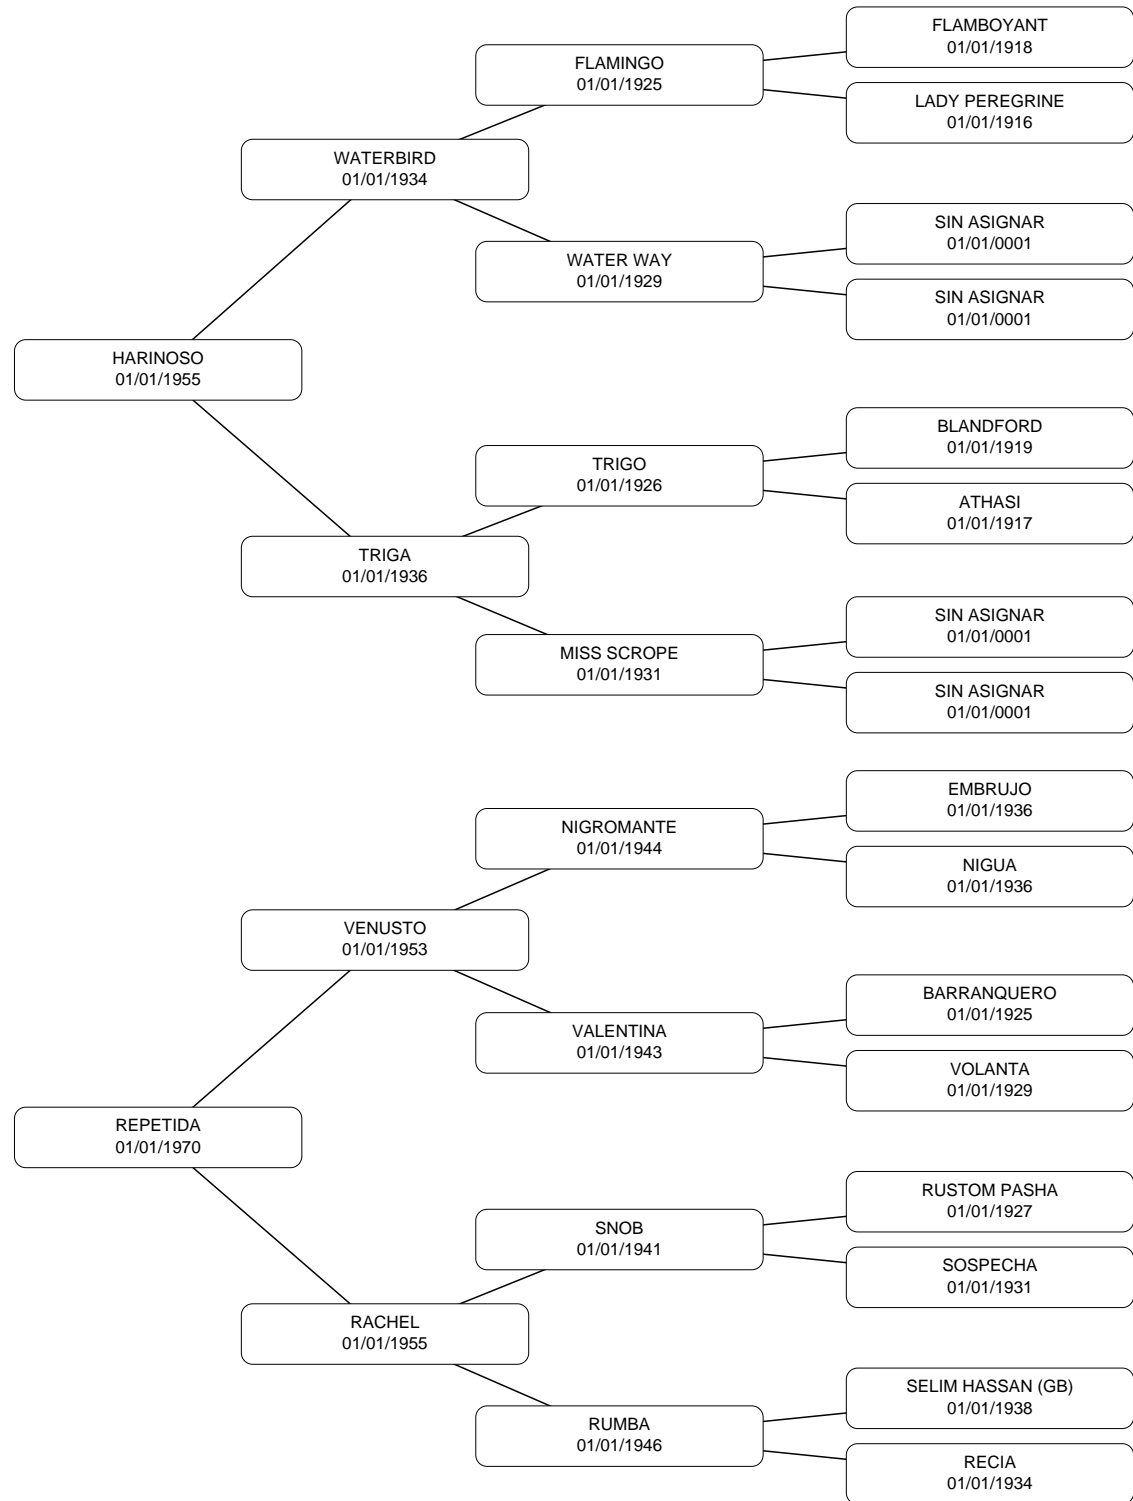 FLAMBOYANT
01/01/1918
FLAMINGO
01/01/1925
LADY PEREGRINE
01/01/1916
WATERBIRD
01/01/1934
SIN ASIGNAR
01/01/0001
WATER WAY
01/01/1929
SIN ASIGNAR
01/01/0001
HARINOSO
01/01/1955
BLANDFORD
01/01/1919
TRIGO
01/01/1926
ATHASI
01/01/1917
TRIGA
01/01/1936
SIN ASIGNAR
01/01/0001
MISS SCROPE
01/01/1931
SIN ASIGNAR
01/01/0001
EMBRUJO
01/01/1936
NIGROMANTE
01/01/1944
NIGUA
01/01/1936
VENUSTO
01/01/1953
BARRANQUERO
01/01/1925
VALENTINA
01/01/1943
VOLANTA
01/01/1929
REPETIDA
01/01/1970
RUSTOM PASHA
01/01/1927
SNOB
01/01/1941
SOSPECHA
01/01/1931
RACHEL
01/01/1955
SELIM HASSAN (GB)
01/01/1938
RUMBA
01/01/1946
RECIA
01/01/1934